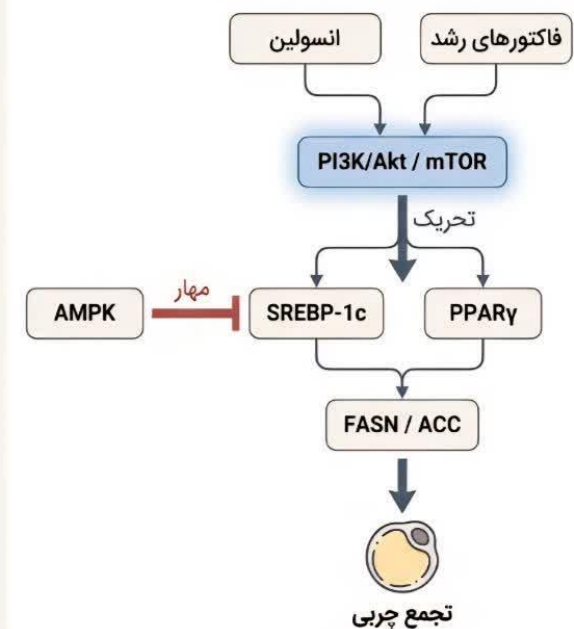 انسولین
فاکتورهای رشد
PI3K/Akt / mTOR
تحریک
AMPK
مهار
SREBP-1c
PPARγ
FASN / ACC
تجمع چربی